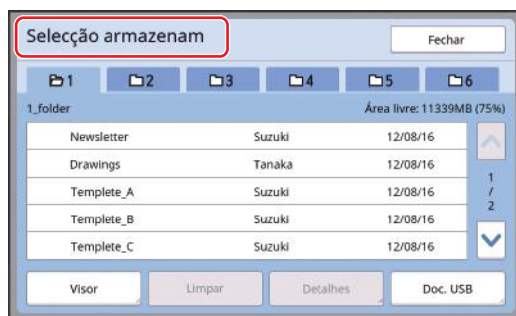 Selecção armazenam
Fechar
1 2 3 4 5 6
1_folder Área livre: 11339MB (75%)
Newsletter Suzuki 12/08/16
Drawings Tanaka 12/08/16
Templete_A Suzuki 12/08/16
Templete_B Suzuki 12/08/16
Templete_C Suzuki 12/08/16
1
/
2
Visor Limpar Detalhes Doc. USB